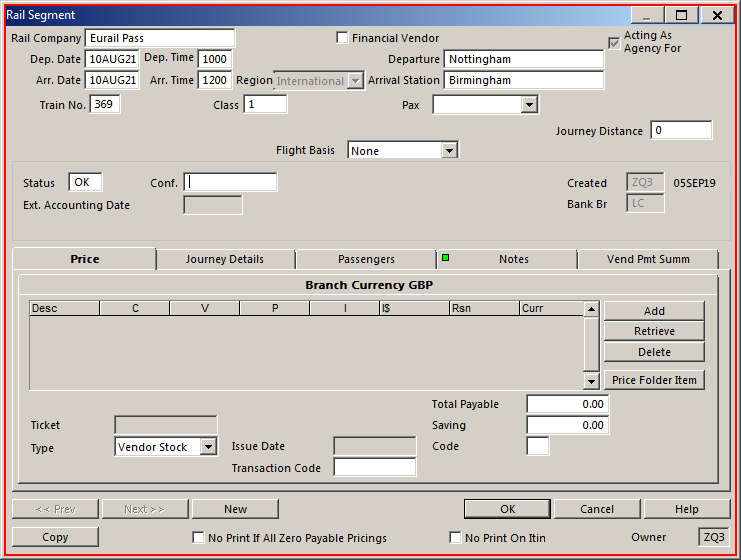 Rail Segment
Rail Company Eurail Pass Financial Vendor Acting As Agency For
Dep. Date 10AUG21 Dep. Time 1000 Departure Nottingham
Arr. Date 10AUG21 Arr. Time 1200 Region International Arrival Station Birmingham
Train No. 369 Class 1 Pax
Journey Distance 0
Flight Basis None
Status OK Conf. Created ZQ3 05SEP19
Ext. Accounting Date Bank Br LC
Price Journey Details Passengers Notes Vend Pmt Summ
Branch Currency GBP
Desc C V P I I$ Rsn Curr
Add
Retrieve
Delete
Price Folder Item
Total Payable 0.00
Ticket Saving 0.00
Type Vendor Stock Issue Date Code
Transaction Code
<< Prev Next >> New OK Cancel Help
Copy No Print If All Zero Payable Pricings No Print On Itin Owner ZQ3